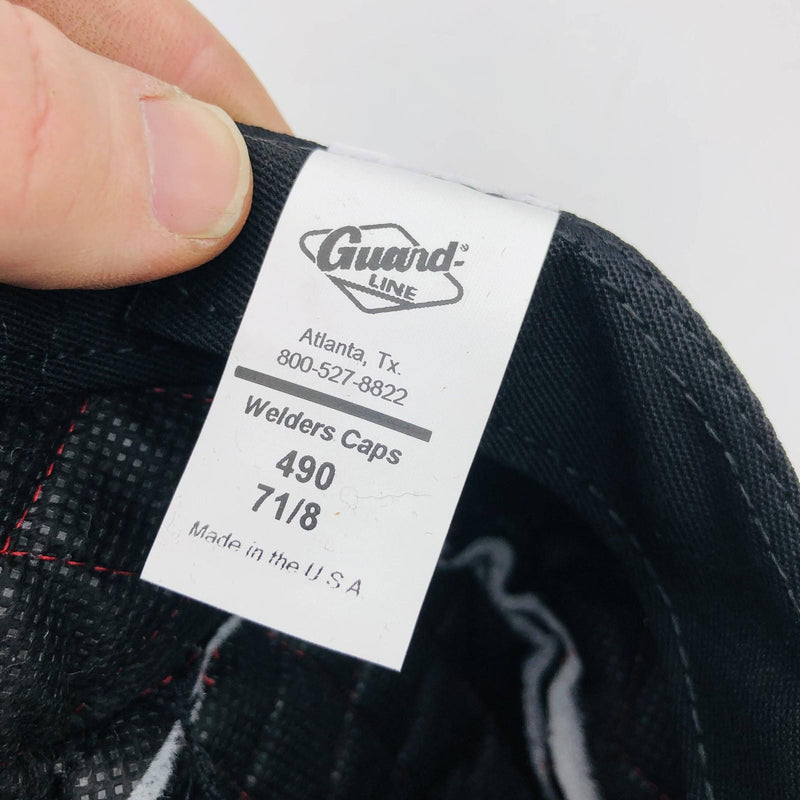 Guard-®
LINE
Atlanta, Tx.
800-527-8822
Welders Caps
490
71/8
Made in the U S A